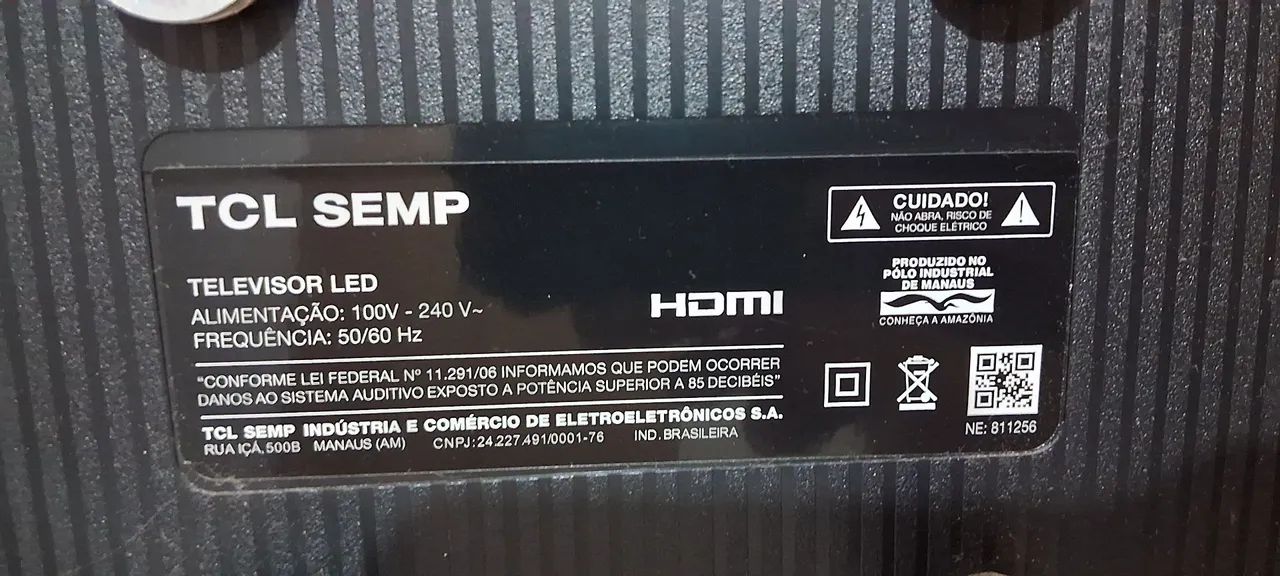 TCL SEMP
CUIDADO!
NÃO ABRA, RISCO DE
CHOQUE ELÉTRICO
TELEVISOR LED
ALIMENTAÇÃO: 100V - 240 V~
FREQUÊNCIA: 50/60 Hz
HDMI
PRODUZIDO NO
PÓLO INDUSTRIAL
DE MANAUS
CONHEÇA A AMAZÔNIA
"CONFORME LEI FEDERAL Nº 11.291/06 INFORMAMOS QUE PODEM OCORRER
DANOS AO SISTEMA AUDITIVO EXPOSTO A POTÊNCIA SUPERIOR A 85 DECIBÉIS"
TCL SEMP INDÚSTRIA E COMÉRCIO DE ELETROELETRÔNICOS S.A.
RUA IÇÁ, 500B MANAUS (AM) CNPJ: 24.227.491/0001-76 IND. BRASILEIRA
NE: 811256